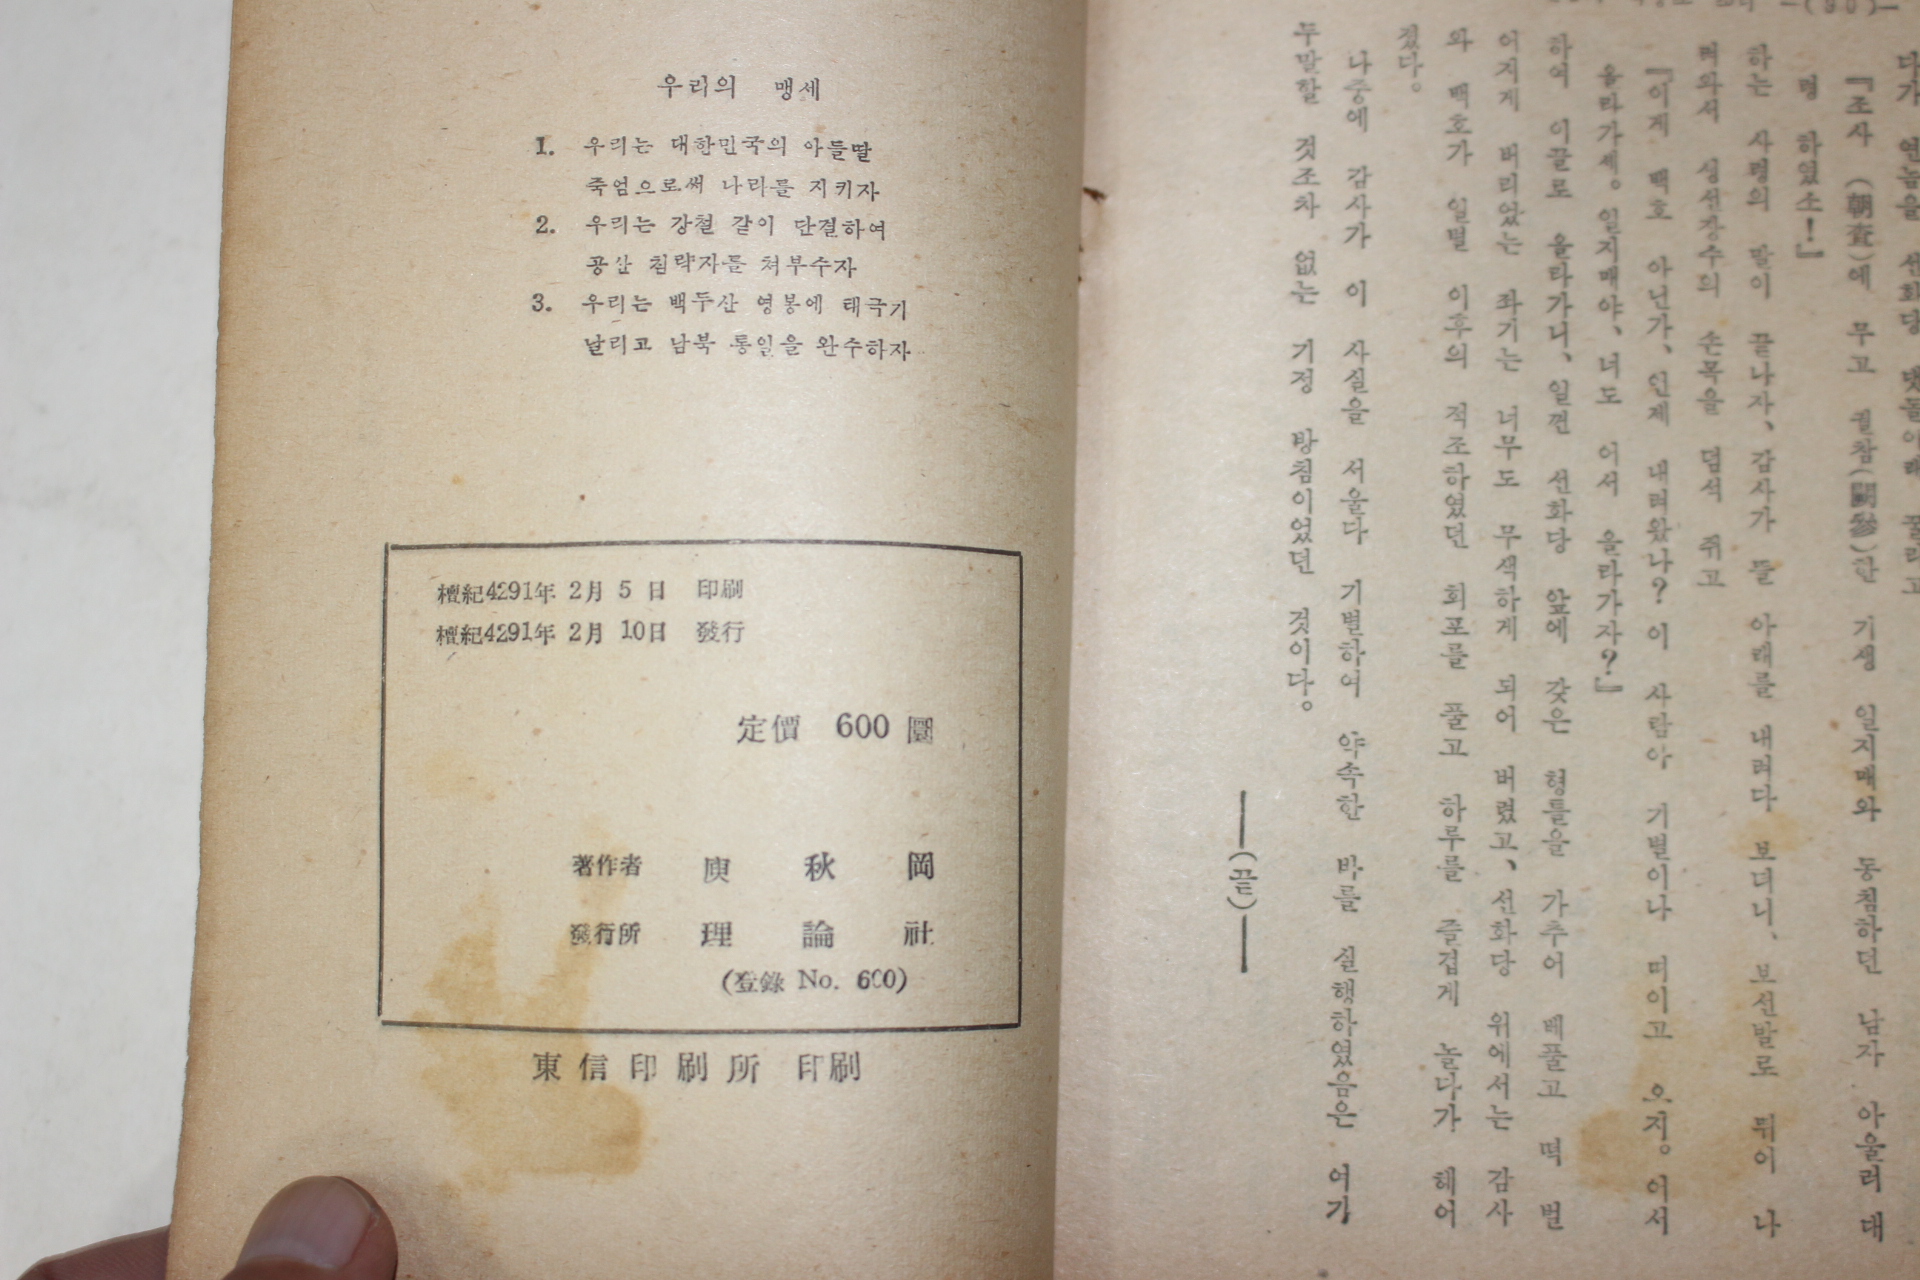 우리의 맹세
1. 우리는 대한민국의 아들딸
죽엄으로써 나라를 지키자
2. 우리는 강철 같이 단결하여
공산 침략자를 처부수자
3. 우리는 백두산 영봉에 태극기
날리고 남북 통일을 완수하자
檀紀4291年 2月 5日 印刷
檀紀4291年 2月 10日 發行
定價 600 圜
著作者 庾秋岡
發行所 理論社
(登錄 No. 600)
東信印刷所 印刷
『조사 (朝査)에 무고 궐참(闕參)한 기생 일지매와 동침하던 남자 아울러 대
령 하였소!』
하는 사령의 말이 끝나자, 감사가 뜰 아래를 내려다 보더니, 보선발로 뛰어 나
려와서 성선장수의 손목을 덤석 쥐고
『이게 백호 아닌가, 언제 내려왔나? 이 사람아 기별이나 띠이고 오지。어서
올라가세。일지매야, 너도 어서 올라가자?』
하여 이끌로 올라가니, 일껀 선화당 앞에 갖은 형틀을 가추어 베풀고 떡 벌
어지게 버리었는 좌기는 너무도 무색하게 되어 버렸고, 선화당 위에서는 감사
와 백호가 일별 이후의 적조하였던 회포를 풀고 하루를 즐겁게 놀다가 헤어
졌다。
나중에 감사가 이 사실을 서울다 기별하여 약속한 바를 실행하였음은 여기
두말할 것조차 없는 기정 방침이었던 것이다。
―(끝)―